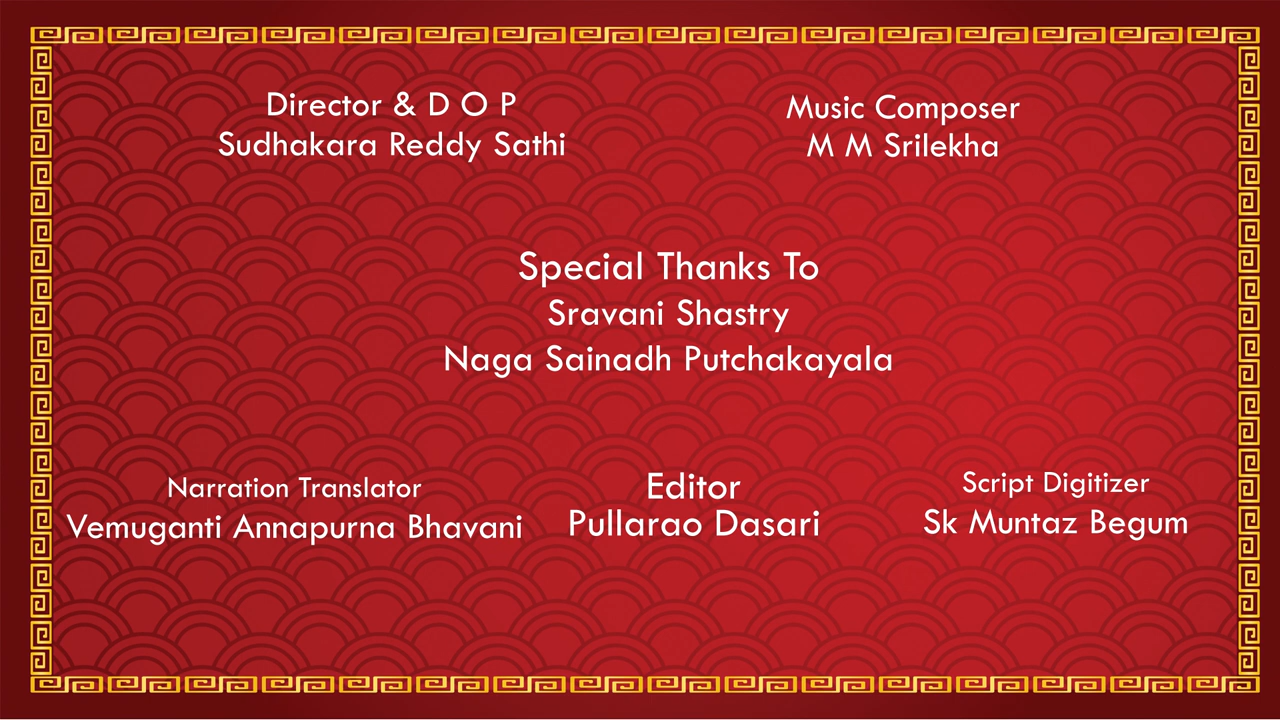 Director & D O P
Sudhakara Reddy Sathi
Music Composer
M M Srilekha
Special Thanks To
Sravani Shastry
Naga Sainadh Putchakayala
Narration Translator
Vemuganti Annapurna Bhavani
Editor
Pullarao Dasari
Script Digitizer
Sk Muntaz Begum